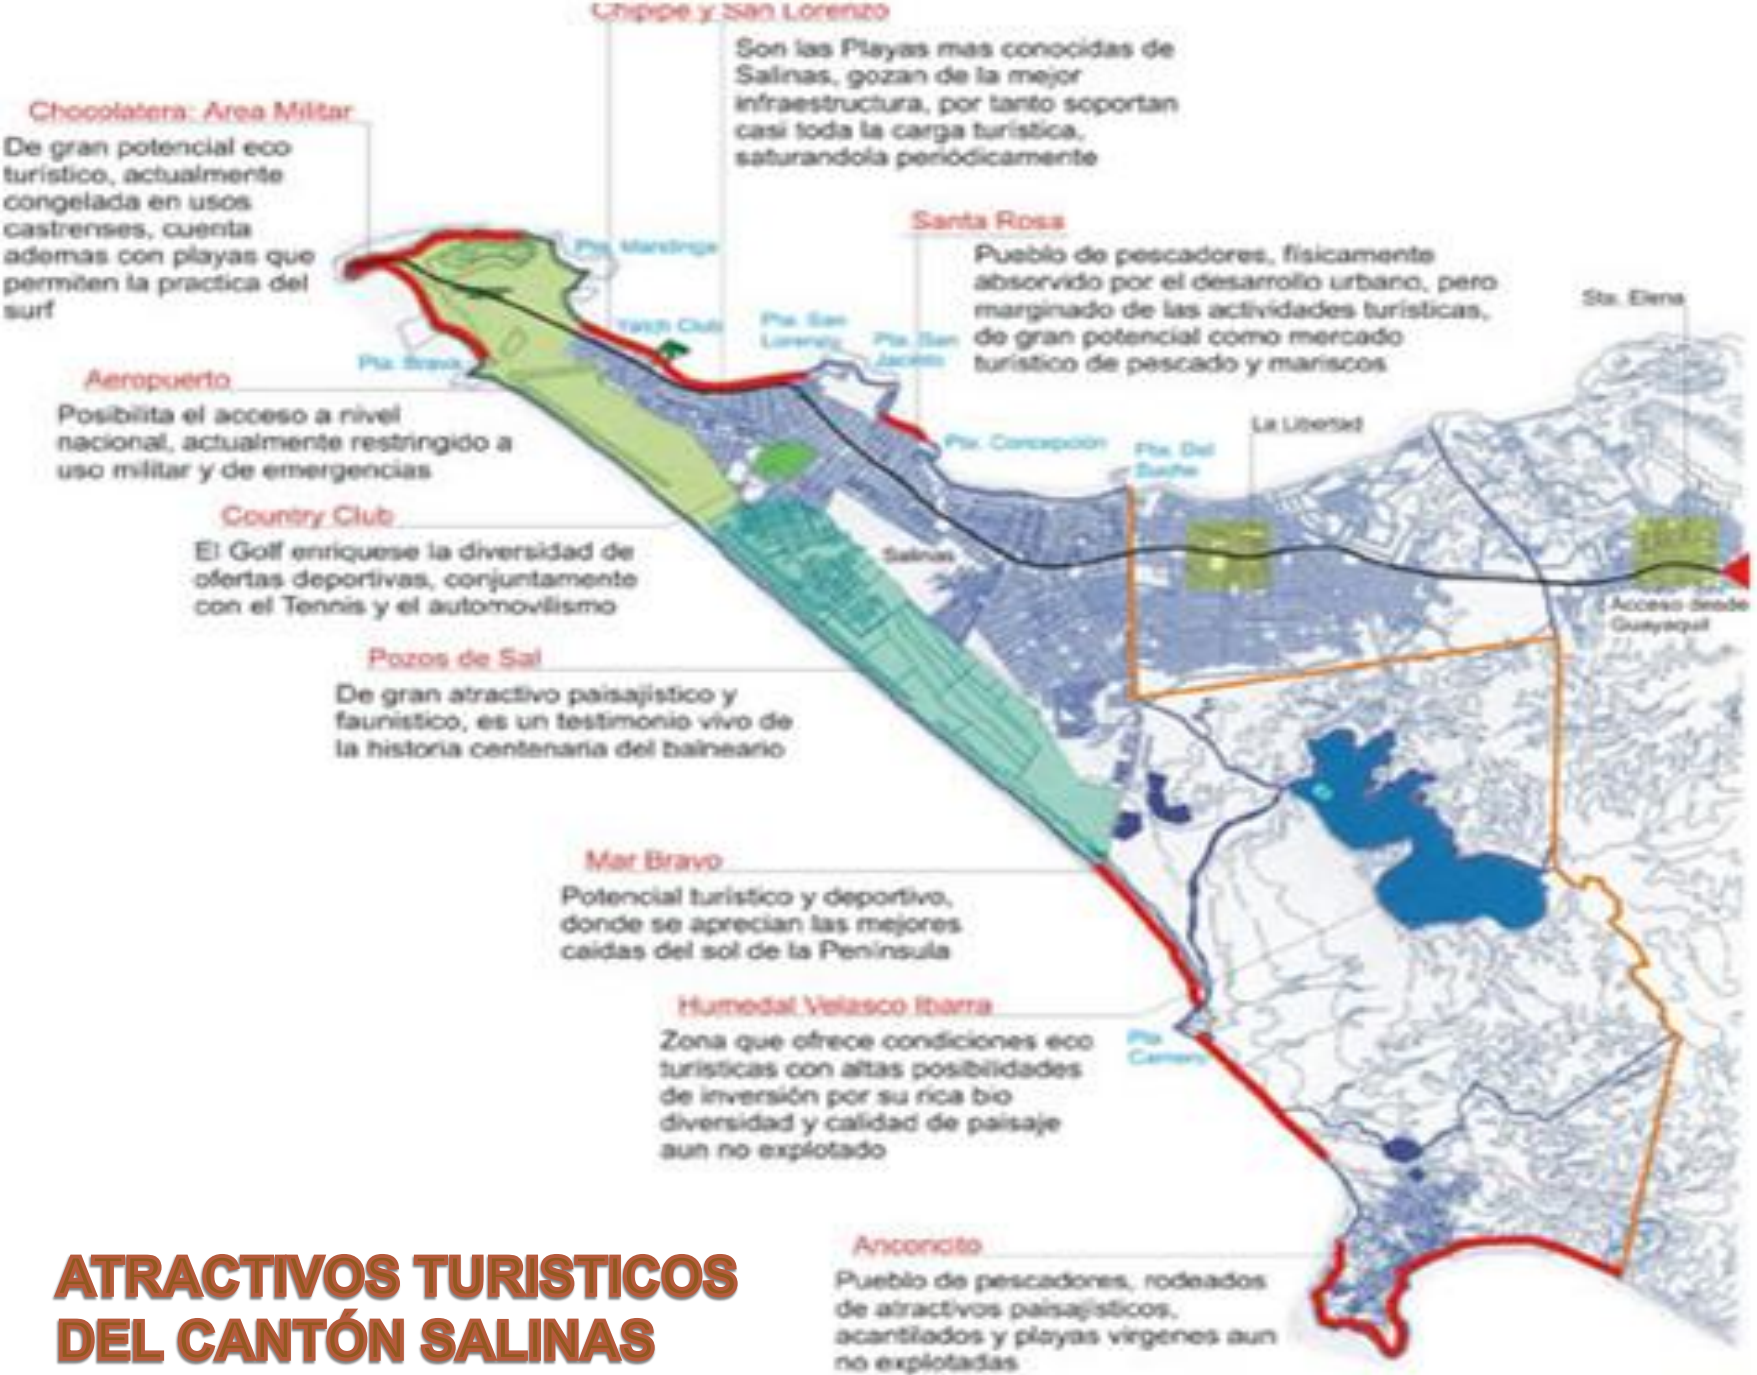 Chipipe y San Lorenzo
Son las Playas mas conocidas de
Salinas, gozan de la mejor
infraestructura, por tanto soportan
casi toda la carga turística,
saturandola periódicamente
Chocolatera: Area Militar
De gran potencial eco
turístico, actualmente
congelada en usos
castrenses, cuenta
ademas con playas que
permiten la practica del
surf
Santa Rosa
Pueblo de pescadores, físicamente
absorvido por el desarrollo urbano, pero
marginado de las actividades turísticas,
de gran potencial como mercado
turístico de pescado y mariscos
Pta. Mandinga
Yatch Club
Pta. San
Lorenzo
Pta. San
Jacinto
Sta. Elena
Pta. Brava
Aeropuerto
Posibilita el acceso a nivel
nacional, actualmente restringido a
uso militar y de emergencias
Pta. Concepción
Pta. Del
La Libertad
Country Club
El Golf enriquese la diversidad de
ofertas deportivas, conjuntamente
con el Tennis y el automovilismo
Salinas
Acceso desde
Guayaquil
Pozos de Sal
De gran atractivo paisajístico y
faunistico, es un testimonio vivo de
la historia centenaria del balneario
Mar Bravo
Potencial turístico y deportivo,
donde se aprecian las mejores
caidas del sol de la Península
Humedal Velasco Ibarra
Zona que ofrece condiciones eco
turísticas con altas posibilidades
de inversión por su rica bio
diversidad y calidad de paisaje
aun no explotado
Pta.
Carnero
Anconcito
Pueblo de pescadores, rodeados
de atractivos paisajísticos,
acantilados y playas virgenes aun
no explotadas
ATRACTIVOS TURISTICOS
DEL CANTÓN SALINAS